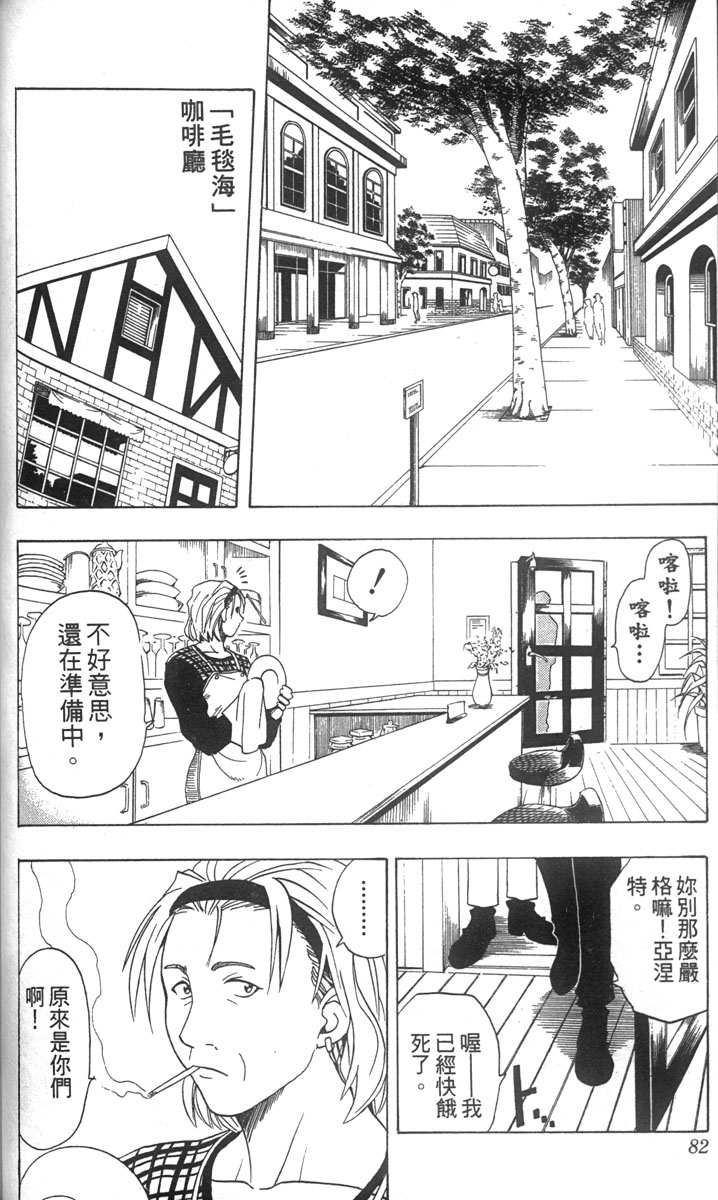 「毛毯海」
咖啡廳
喀啦！
喀啦…
！
不好意思，
還在準備中。
妳別那麼嚴
格嘛！亞涅
特。
喔──我
已經快餓
死了。
………
原來是你們
啊！
82